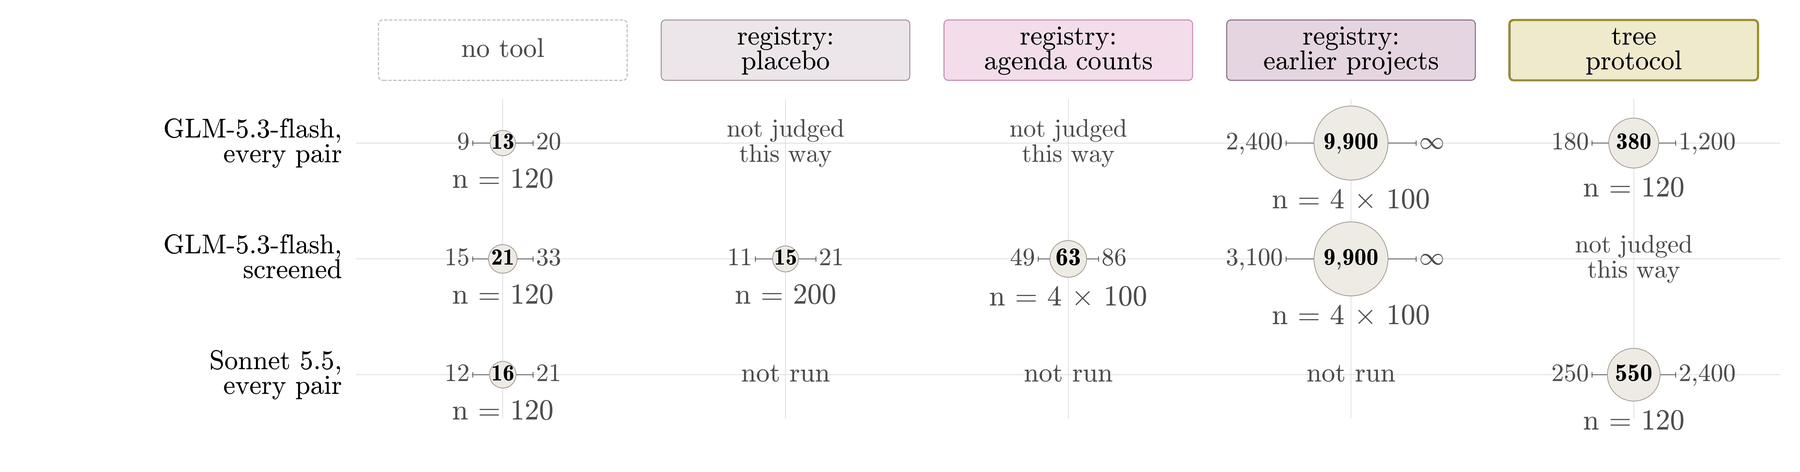 no tool
registry:
placebo
registry:
agenda counts
registry:
earlier projects
tree
protocol
GLM-5.3-flash,
every pair
9 13 20
n = 120
not judged
this way
not judged
this way
2,400 9,900 ∞
n = 4 × 100
180 380 1,200
n = 120
GLM-5.3-flash,
screened
15 21 33
n = 120
11 15 21
n = 200
49 63 86
n = 4 × 100
3,100 9,900 ∞
n = 4 × 100
not judged
this way
Sonnet 5.5,
every pair
12 16 21
n = 120
not run
not run
not run
250 550 2,400
n = 120